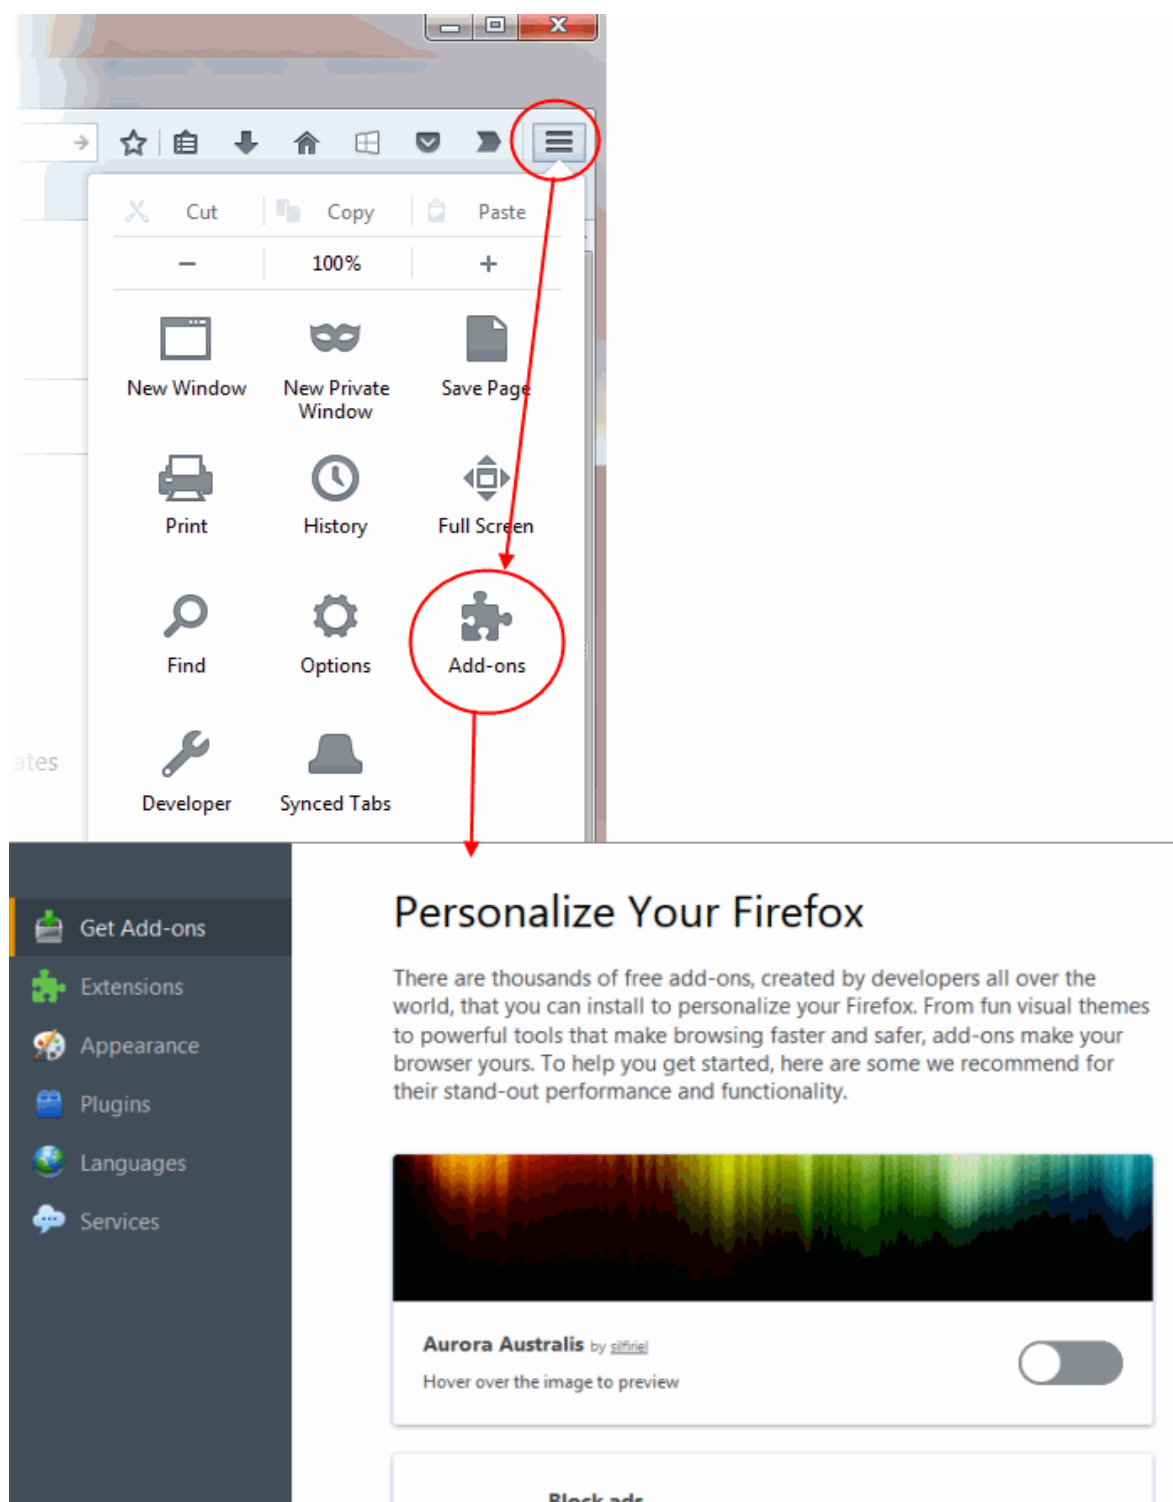 Cut Copy Paste
100%
New Window New Private Save Page
Window
Print History Full Screen
Find Options Add-ons
ates
Developer Synced Tabs
Personalize Your Firefox
Get Add-ons
Extensions
Appearance
Plugins
Languages
Services
There are thousands of free add-ons, created by developers all over the
world, that you can install to personalize your Firefox. From fun visual themes
to powerful tools that make browsing faster and safer, add-ons make your
browser yours. To help you get started, here are some we recommend for
their stand-out performance and functionality.
Aurora Australis by silfiriel
Hover over the image to preview
Block ads